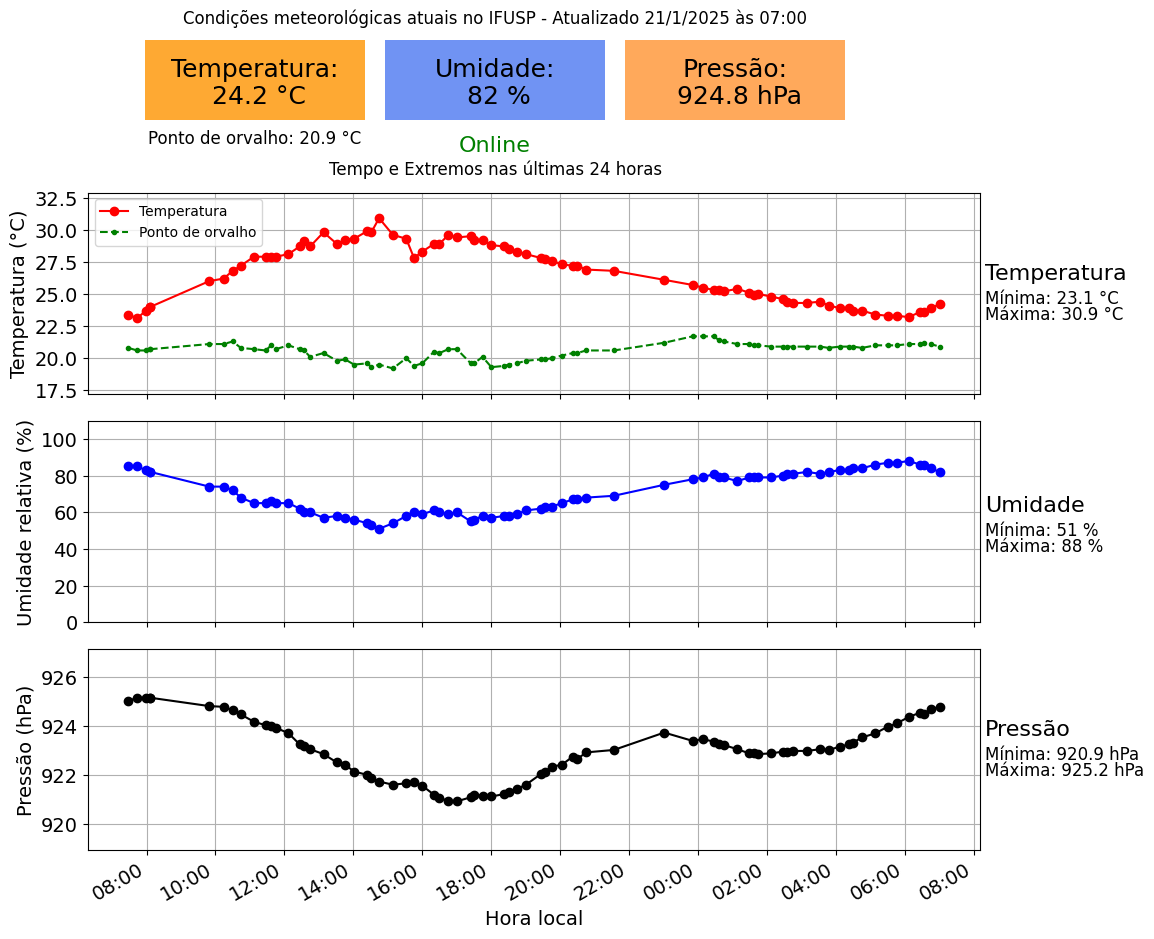 Condições meteorológicas atuais no IFUSP - Atualizado 21/1/2025 às 07:00
Temperatura:
24.2 °C
Umidade:
82 %
Pressão:
924.8 hPa
Ponto de orvalho: 20.9 °C
Online
Tempo e Extremos nas últimas 24 horas
Temperatura (°C)
32.5
30.0
27.5
25.0
22.5
20.0
17.5
Temperatura
Ponto de orvalho
Temperatura
Mínima: 23.1 °C
Máxima: 30.9 °C
Umidade relativa (%)
100
80
60
40
20
0
Umidade
Mínima: 51 %
Máxima: 88 %
Pressão (hPa)
926
924
922
920
Pressão
Mínima: 920.9 hPa
Máxima: 925.2 hPa
08:00 10:00 12:00 14:00 16:00 18:00 20:00 22:00 00:00 02:00 04:00 06:00 08:00
Hora local